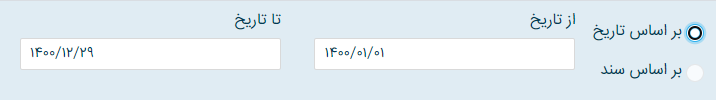 بر اساس تاریخ
از تاریخ
۱۴۰۰/۰۱/۰۱
تا تاریخ
۱۴۰۰/۱۲/۲۹
بر اساس سند